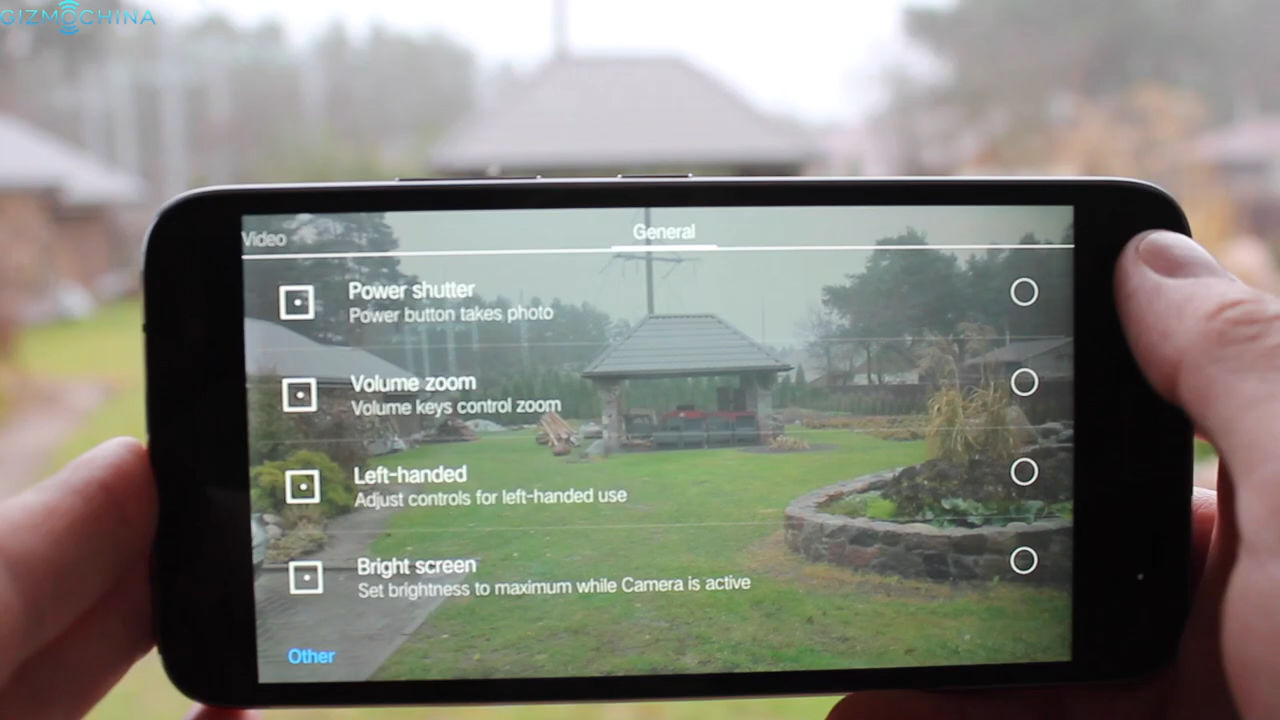 GIZMOCHINA
Video
General
Power shutter
Power button takes photo
Volume zoom
Volume keys control zoom
Left-handed
Adjust controls for left-handed use
Bright screen
Set brightness to maximum while Camera is active
Other